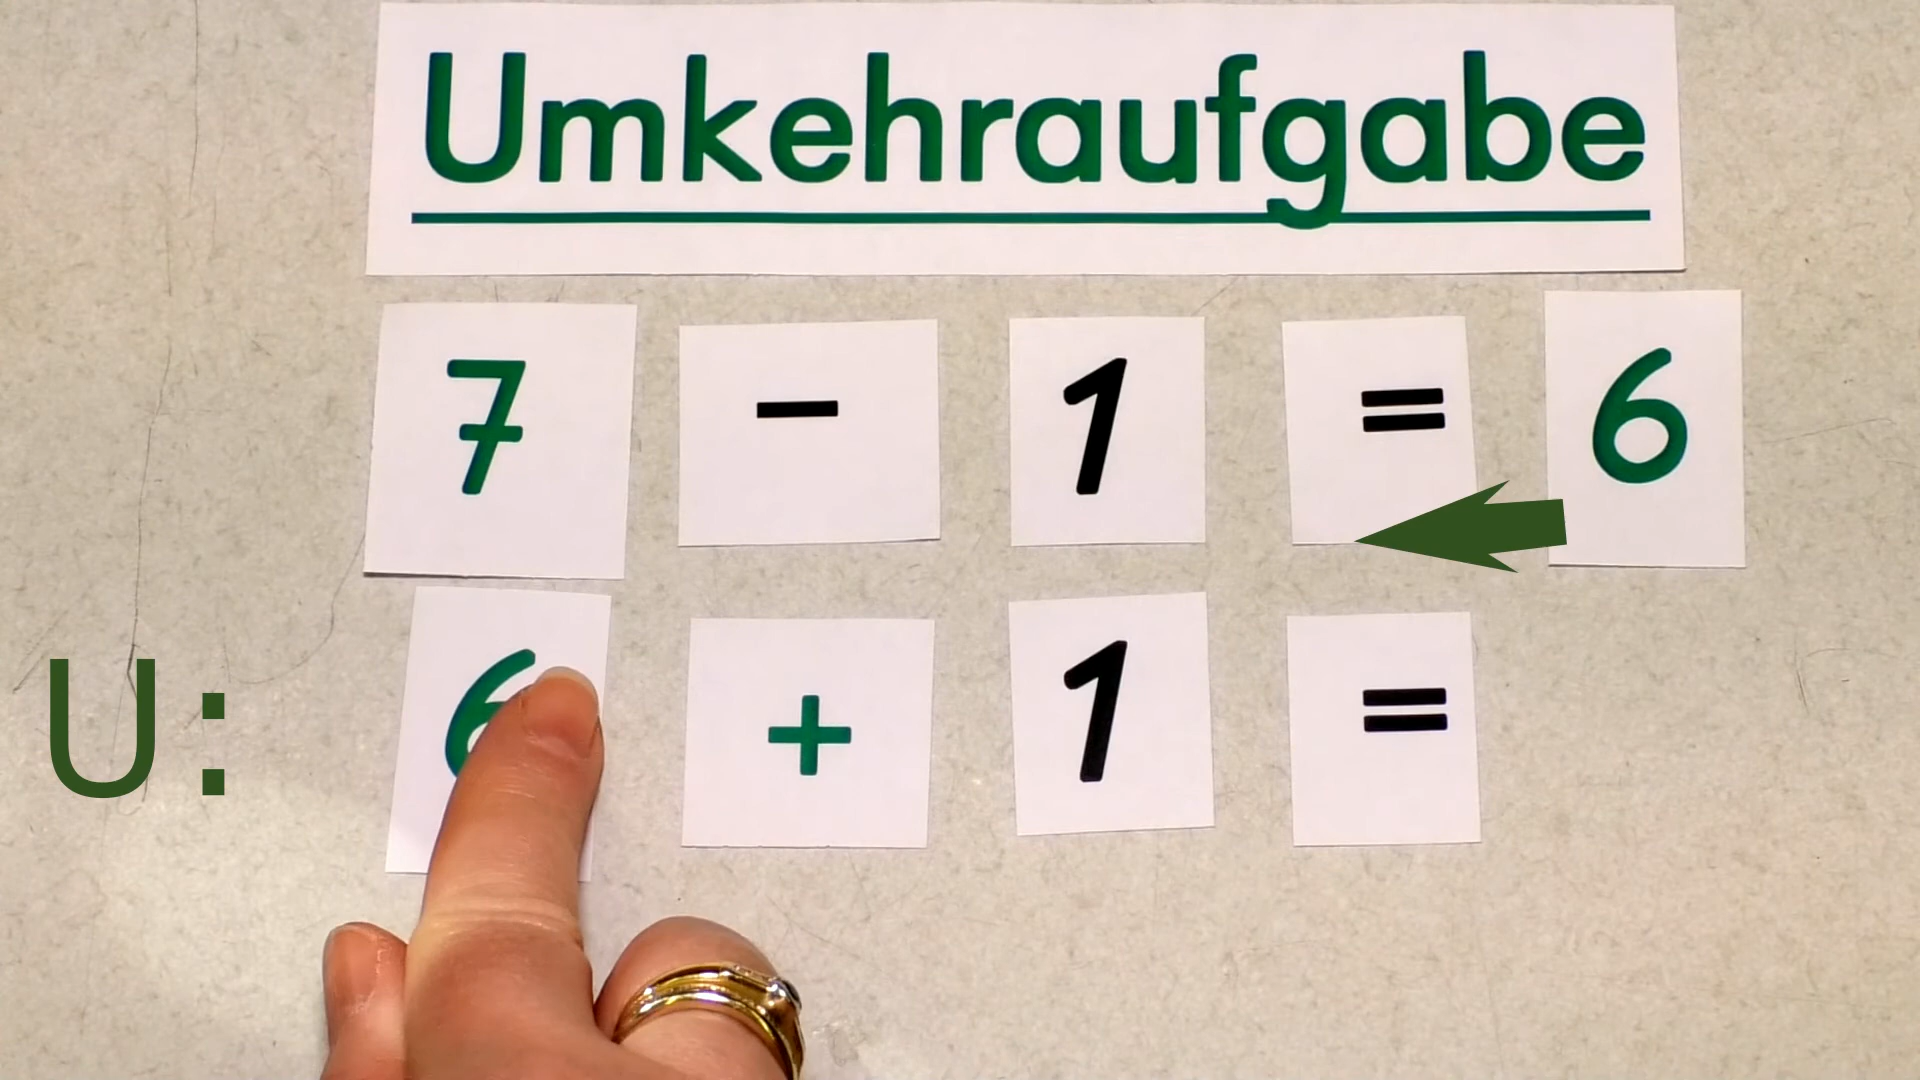 Umkehraufgabe
7 - 1 = 6
U: 6 + 1 =